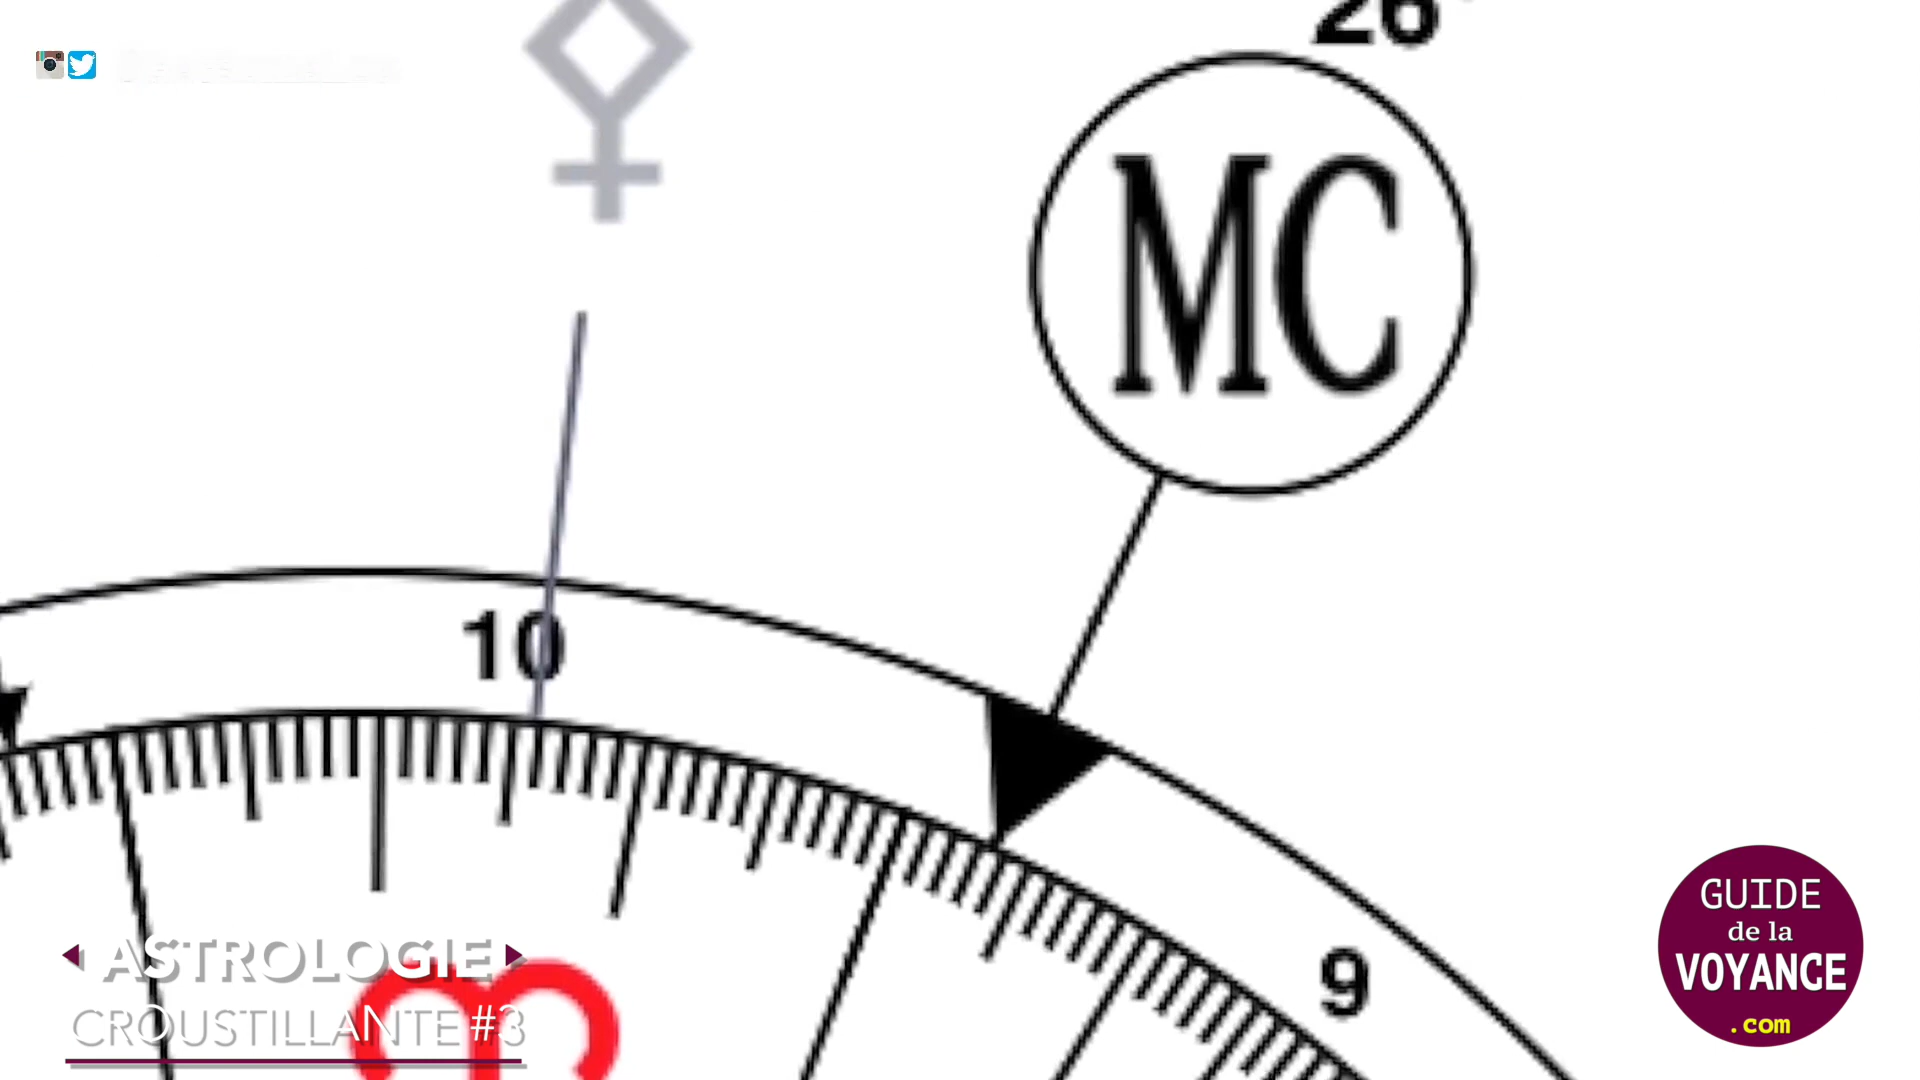 26°
MC
10
9
ASTROLOGIE
CROUSTILLANTE #3
GUIDE
de la
VOYANCE
.com